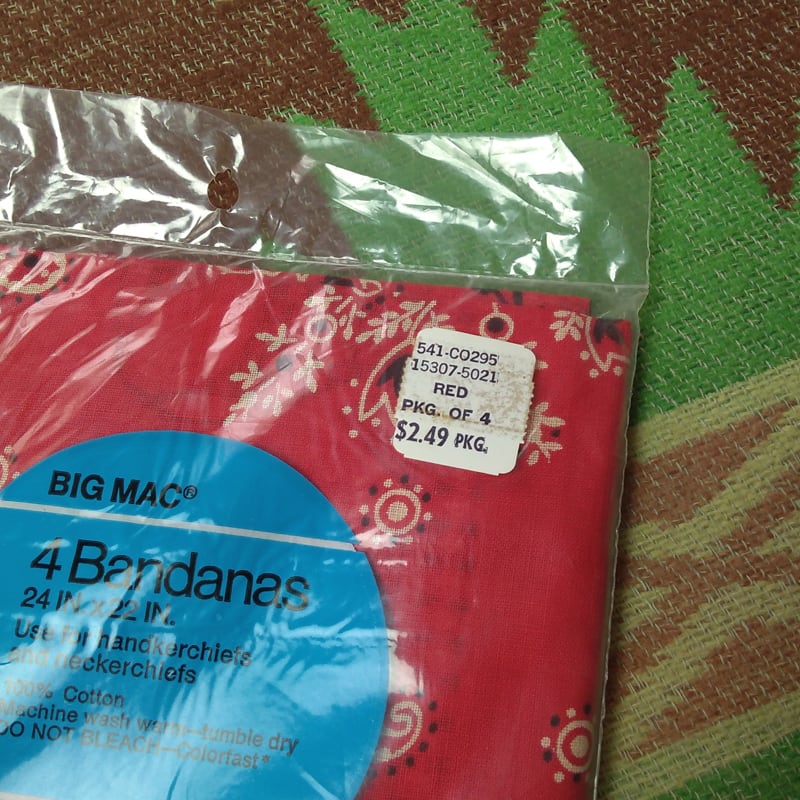 541-CO295
15307-5021
RED
PKG. OF 4
$2.49 PKG.
BIG MAC®
4 Bandanas
24 IN. x 22 IN.
Use for handkerchiefs
and neckerchiefs
100% Cotton
Machine wash warm—tumble dry
DO NOT BLEACH—Colorfast*